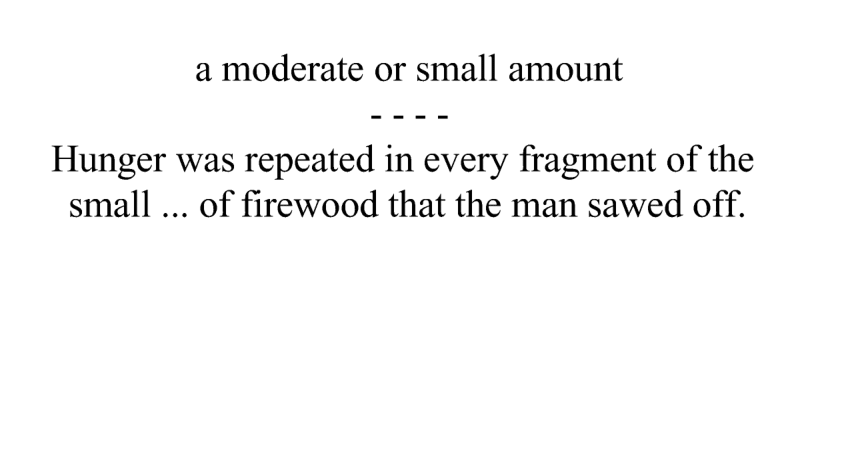 a moderate or small amount
- - - -
Hunger was repeated in every fragment of the
small ... of firewood that the man sawed off.